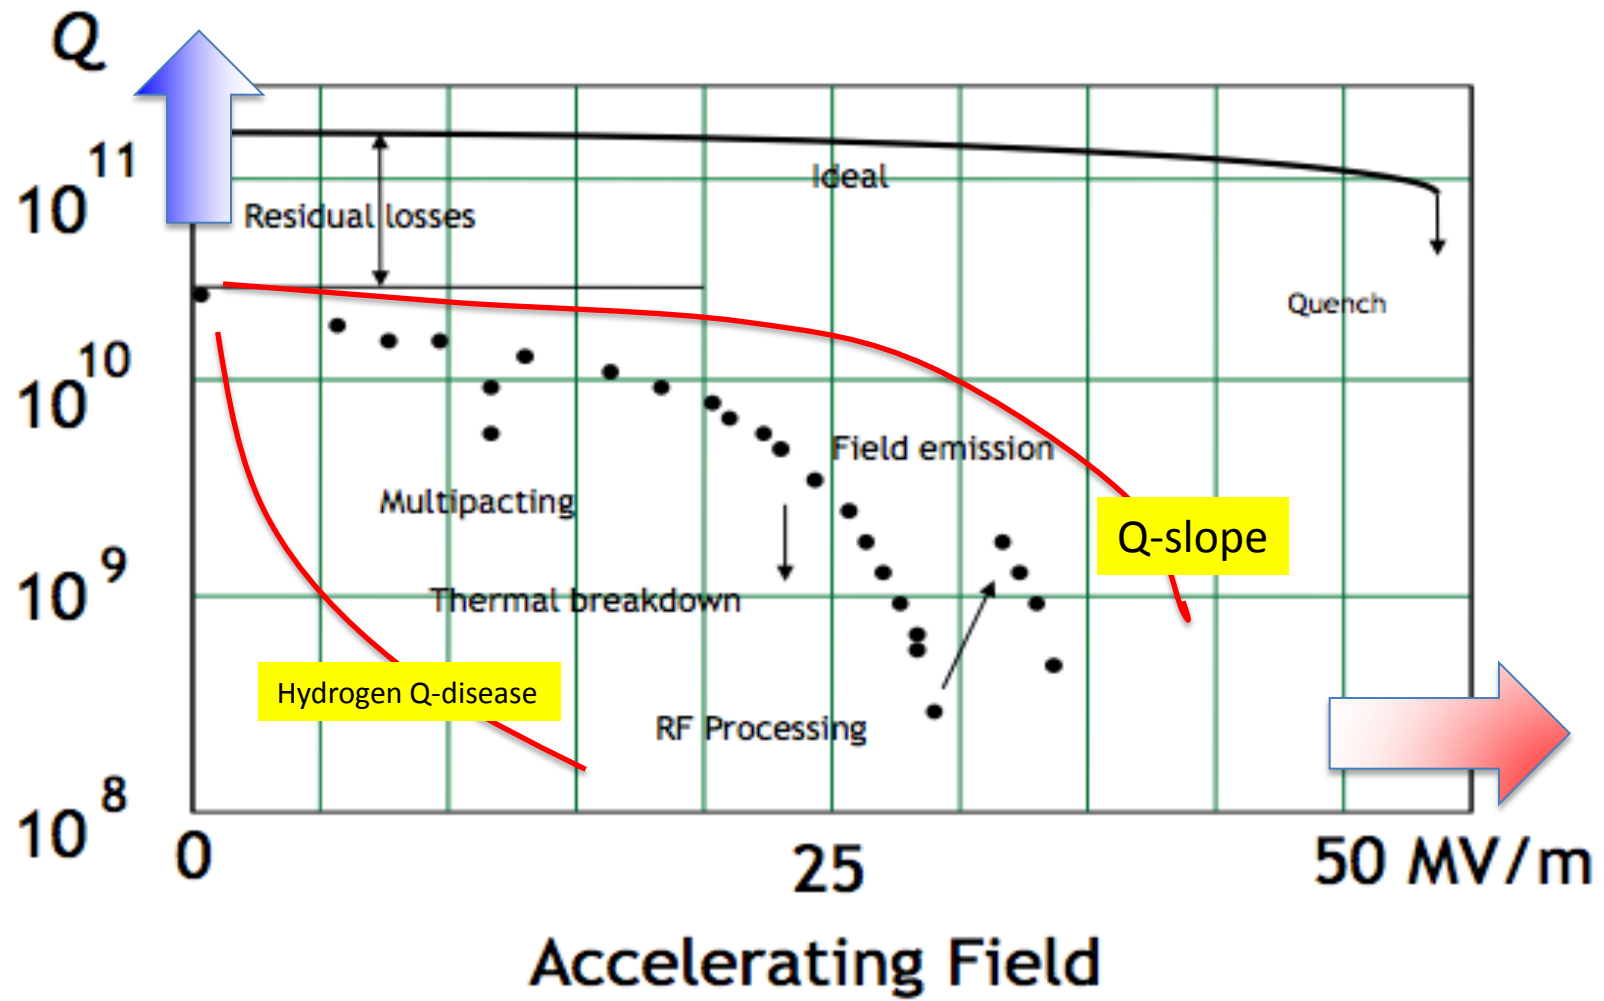 Q
10^11
Ideal
Residual losses
Quench
10^10
Field emission
Multipacting
Q-slope
10^9
Thermal breakdown
Hydrogen Q-disease
RF Processing
10^8
0
25
50 MV/m
Accelerating Field